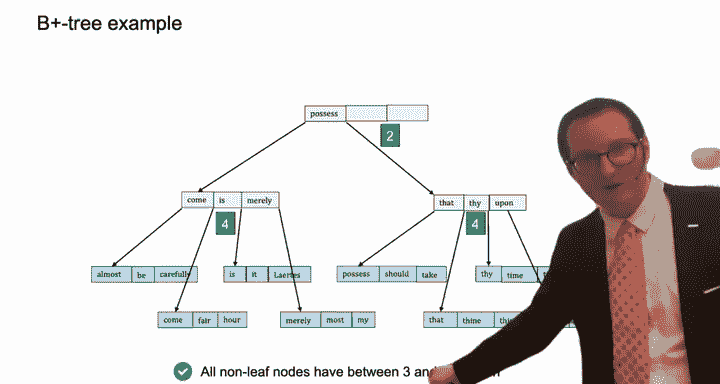 B+-tree example
possess
2
come is merely
that thy upon
4
4
almost be carefully
is it Laertes
possess should take
thy time
come fair hour
merely most my
that thine
All non-leaf nodes have between 3 and